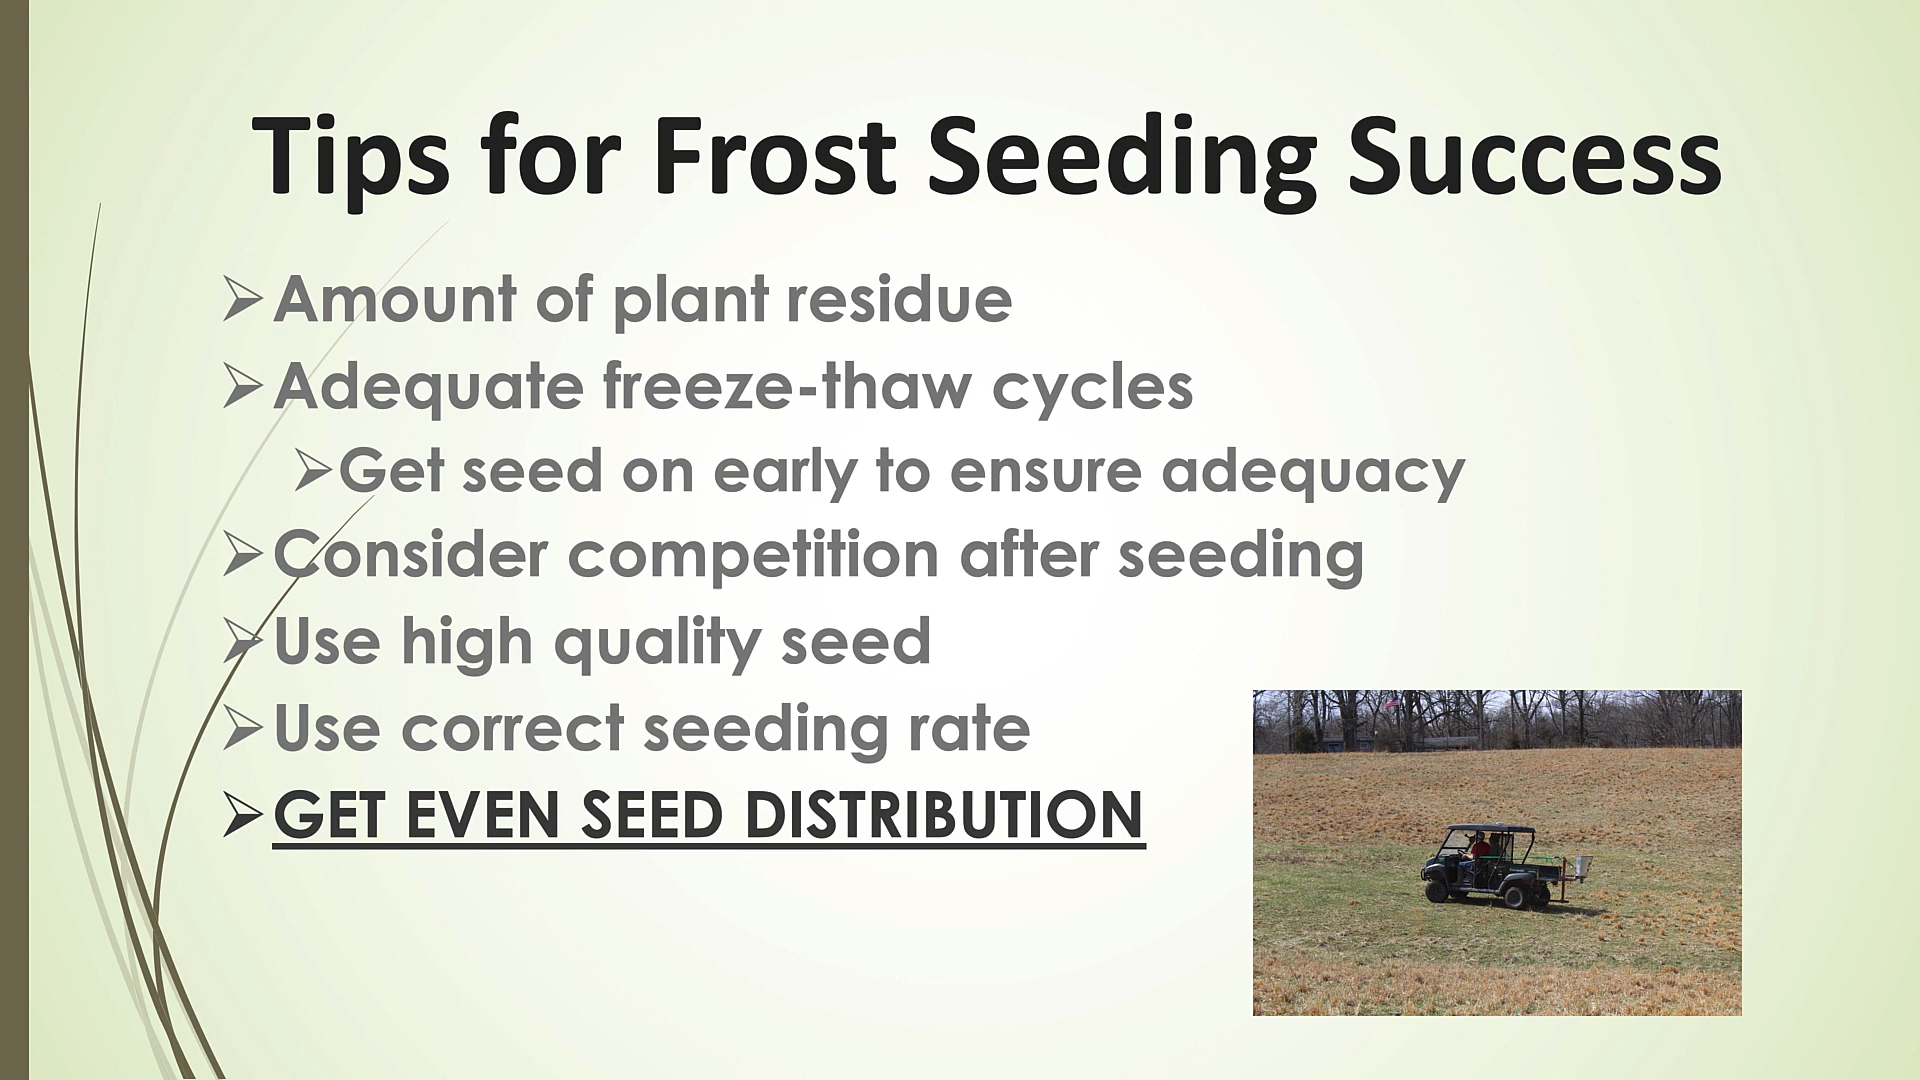 Tips for Frost Seeding Success
➢Amount of plant residue
➢Adequate freeze-thaw cycles
➢Get seed on early to ensure adequacy
➢Consider competition after seeding
➢Use high quality seed
➢Use correct seeding rate
➢GET EVEN SEED DISTRIBUTION